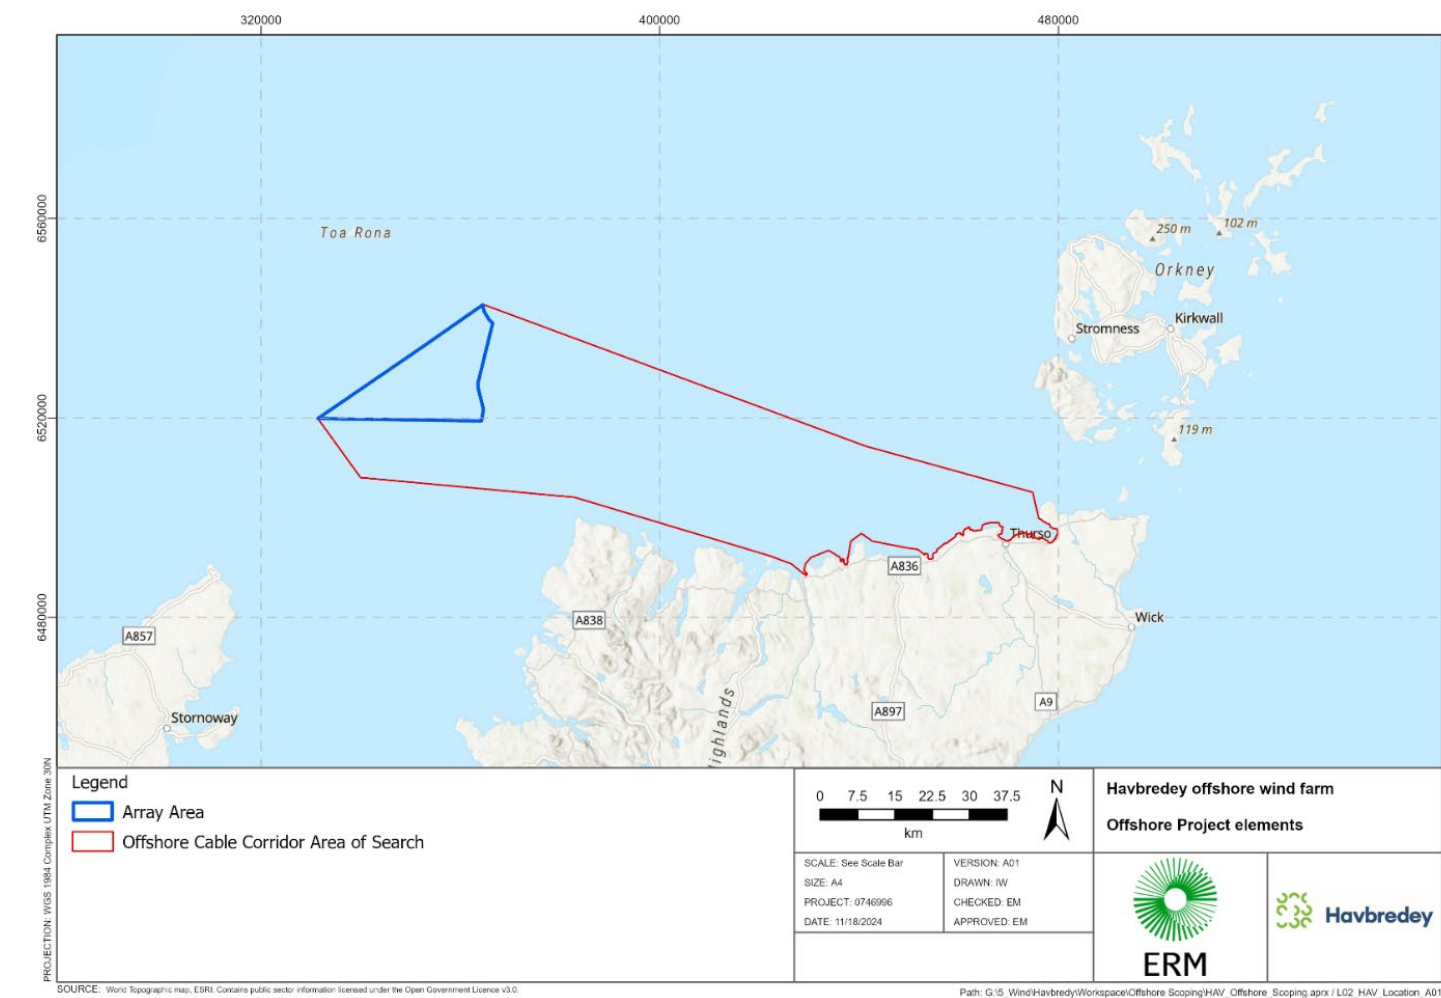 320000
400000
480000
6560000
Toa Rona
250 m
102 m
Orkney
Kirkwall
Stromness
6520000
119 m
Thurso
A836
6480000
A838
Wick
A857
Highlands
A9
A897
Stornoway
PROJECTION: WGS 1984 Complex UTM Zone 30N
Legend
Array Area
Offshore Cable Corridor Area of Search
0 7.5 15 22.5 30 37.5
km
N
SCALE: See Scale Bar
SIZE: A4
PROJECT: 0746996
DATE: 11/18/2024
VERSION: A01
DRAWN: IW
CHECKED: EM
APPROVED: EM
Havbredey offshore wind farm
Offshore Project elements
ERM
Havbredey
SOURCE: World Topographic map, ESRI. Contains public sector information licensed under the Open Government Licence v3.0.
Path: G:\5_Wind\Havbredy\Workspace\Offshore Scoping\HAV_Offshore_Scoping.aprx / L02_HAV_Location_A01